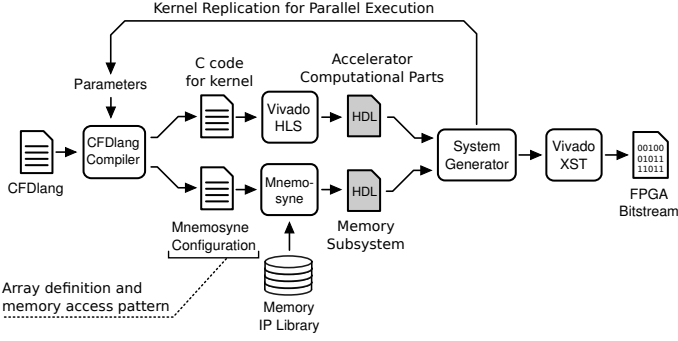 Kernel Replication for Parallel Execution
Parameters
C code
for kernel
Accelerator
Computational Parts
CFDlang
CFDlang
Compiler
Vivado
HLS
HDL
System
Generator
Vivado
XST
00100
01011
11011
FPGA
Bitstream
Mnemo-
syne
HDL
Mnemosyne
Configuration
Memory
Subsystem
Array definition and
memory access pattern
Memory
IP Library